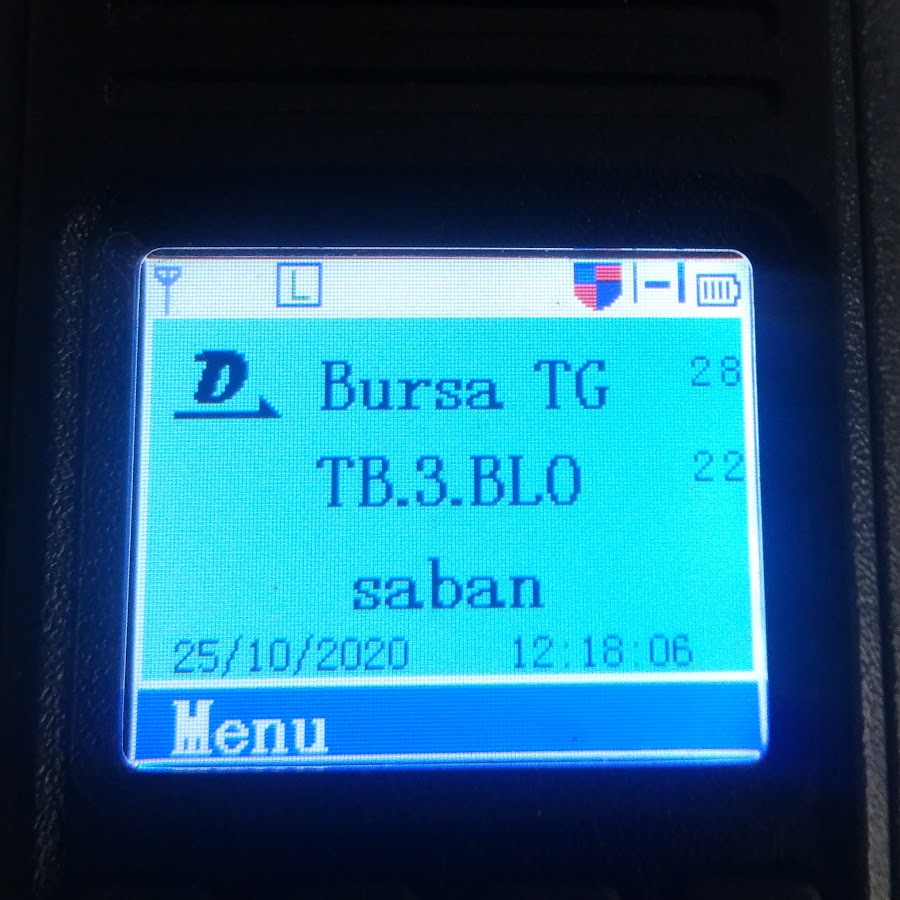 L
D Bursa TG 28
TB.3.BLO 22
saban
25/10/2020 12:18:06
Menu